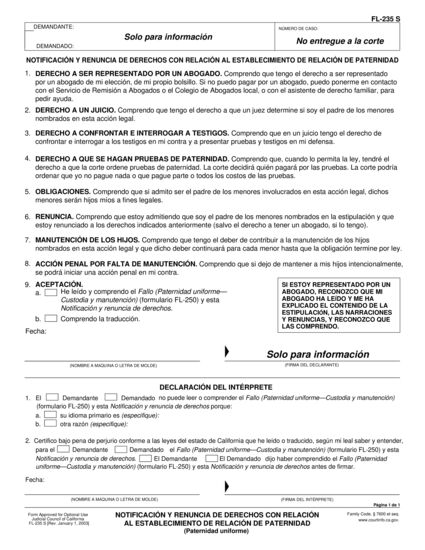 FL-235 S
DEMANDANTE:
NÚMERO DE CASO:
Solo para información
No entregue a la corte
DEMANDADO:
NOTIFICACIÓN Y RENUNCIA DE DERECHOS CON RELACIÓN AL ESTABLECIMIENTO DE RELACIÓN DE PATERNIDAD
1. DERECHO A SER REPRESENTADO POR UN ABOGADO. Comprendo que tengo el derecho a ser representado
por un abogado de mi elección, de mi propio bolsillo. Si no puedo pagar por un abogado, puedo ponerme en contacto
con el Servicio de Remisión a Abogados o el Colegio de Abogados local, o con el asistente de derecho familiar, para
pedir ayuda.
2. DERECHO A UN JUICIO. Comprendo que tengo el derecho a que un juez determine si soy el padre de los menores
nombrados en esta acción legal.
3. DERECHO A CONFRONTAR E INTERROGAR A TESTIGOS. Comprendo que en un juicio tengo el derecho de
confrontar e interrogar a los testigos en mi contra y a presentar pruebas y testigos en mi defensa.
4. DERECHO A QUE SE HAGAN PRUEBAS DE PATERNIDAD. Comprendo que, cuando lo permita la ley, tendré el
derecho a que la corte ordene pruebas de paternidad. La corte decidirá quién pagará por las pruebas. La corte podría
ordenar que yo no pague nada o que pague parte o todos los costos de las pruebas.
5. OBLIGACIONES. Comprendo que si admito ser el padre de los menores involucrados en esta acción legal, dichos
menores serán hijos míos a fines legales.
6. RENUNCIA. Comprendo que estoy admitiendo que soy el padre de los menores nombrados en la estipulación y que
estoy renunciado a los derechos indicados anteriormente (salvo el derecho a tener un abogado, si lo tengo).
7. MANUTENCIÓN DE LOS HIJOS. Comprendo que tengo el deber de contribuir a la manutención de los hijos
nombrados en esta acción legal y que dicho deber continuará para cada menor hasta que la obligación termine por ley.
8. ACCIÓN PENAL POR FALTA DE MANUTENCIÓN. Comprendo que si dejo de mantener a mis hijos intencionalmente,
se podrá iniciar una acción penal en mi contra.
9. ACEPTACIÓN.
a. He leído y comprendo el Fallo (Paternidad uniforme—
Custodia y manutención) (formulario FL-250) y esta
Notificación y renuncia de derechos.
b. Comprendo la traducción.
SI ESTOY REPRESENTADO POR UN
ABOGADO, RECONOZCO QUE MI
ABOGADO HA LEÍDO Y ME HA
EXPLICADO EL CONTENIDO DE LA
ESTIPULACIÓN, LAS NARRACIONES
Y RENUNCIAS, Y RECONOZCO QUE
LAS COMPRENDO.
Fecha:
Solo para información
(NOMBRE A MAQUINA O LETRA DE MOLDE) (FIRMA DEL DECLARANTE)
DECLARACIÓN DEL INTÉRPRETE
1. El Demandante Demandado no puede leer o comprender el Fallo (Paternidad uniforme—Custodia y manutención)
(formulario FL-250) y esta Notificación y renuncia de derechos porque:
a. su idioma primario es (especifique):
b. otra razón (especifique):
2. Certifico bajo pena de perjurio conforme a las leyes del estado de California que he leído o traducido, según mi leal saber y entender,
para el Demandante Demandado el Fallo (Paternidad uniforme—Custodia y manutención) (formulario FL-250) y esta
Notificación y renuncia de derechos. El Demandante El Demandado dijo haber comprendido el Fallo (Paternidad
uniforme—Custodia y manutención) (formulario FL-250) y esta Notificación y renuncia de derechos antes de firmar.
Fecha:
(NOMBRE A MAQUINA O LETRA DE MOLDE) (FIRMA DEL INTÉRPRETE)
Página 1 de 1
Form Approved for Optional Use
Judicial Council of California
FL-235 S [Rev. January 1, 2003]
NOTIFICACIÓN Y RENUNCIA DE DERECHOS CON RELACIÓN
AL ESTABLECIMIENTO DE RELACIÓN DE PATERNIDAD
(Paternidad uniforme)
Family Code, § 7600 et seq.
www.courtinfo.ca.gov.